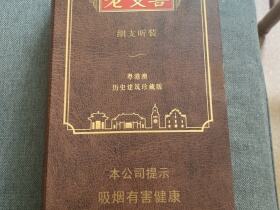 細支听装
粤港澳
历史建筑珍藏版
本公司提示
吸烟有害健康